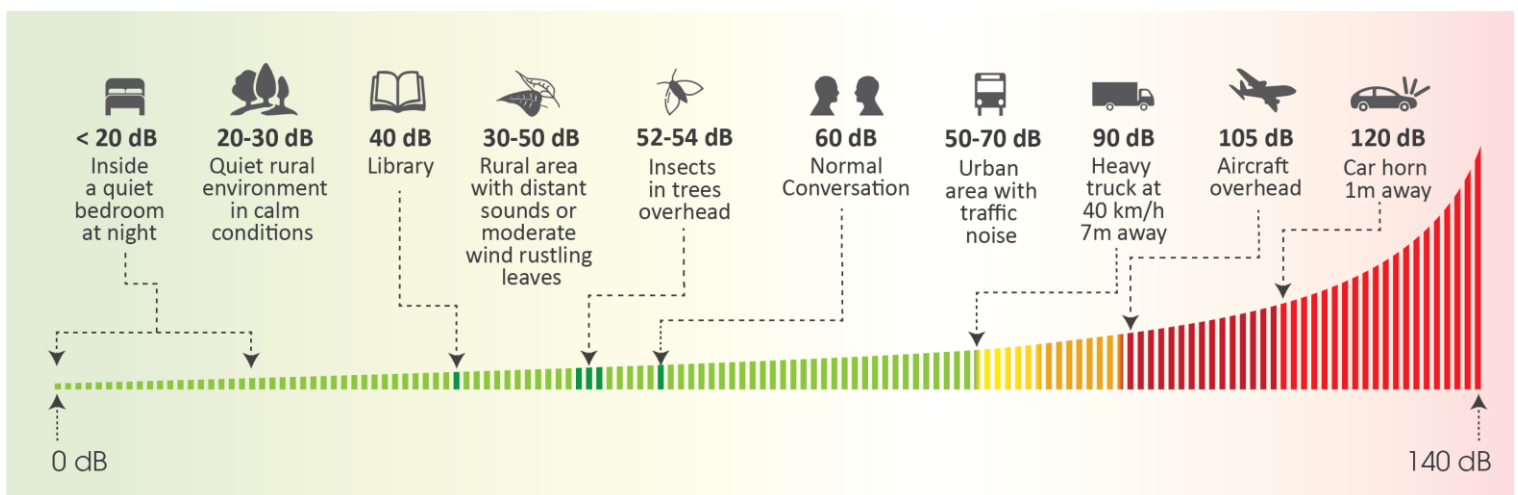 < 20 dB
Inside
a quiet
bedroom
at night
20-30 dB
Quiet rural
environment
in calm
conditions
40 dB
Library
30-50 dB
Rural area
with distant
sounds or
moderate
wind rustling
leaves
52-54 dB
Insects
in trees
overhead
60 dB
Normal
Conversation
50-70 dB
Urban
area with
traffic
noise
90 dB
Heavy
truck at
40 km/h
7m away
105 dB
Aircraft
overhead
120 dB
Car horn
1m away
0 dB
140 dB